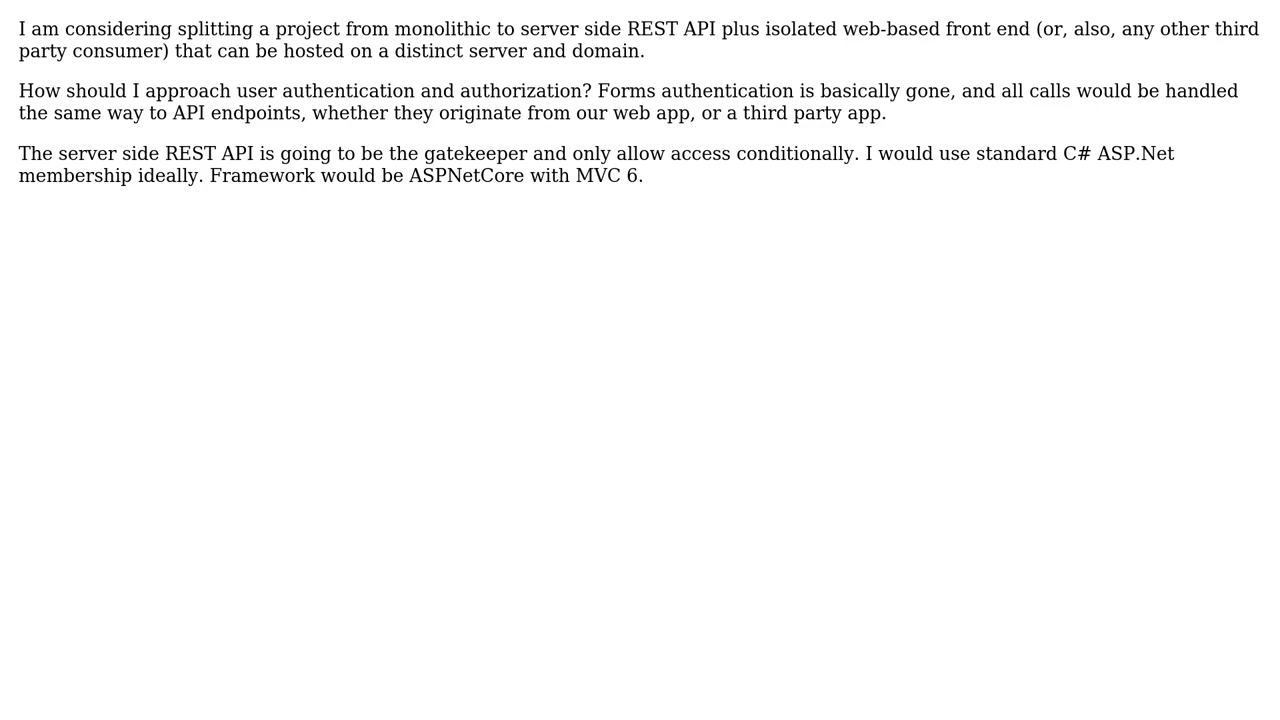 I am considering splitting a project from monolithic to server side REST API plus isolated web-based front end (or, also, any other third
party consumer) that can be hosted on a distinct server and domain.
How should I approach user authentication and authorization? Forms authentication is basically gone, and all calls would be handled
the same way to API endpoints, whether they originate from our web app, or a third party app.
The server side REST API is going to be the gatekeeper and only allow access conditionally. I would use standard C# ASP.Net
membership ideally. Framework would be ASPNetCore with MVC 6.